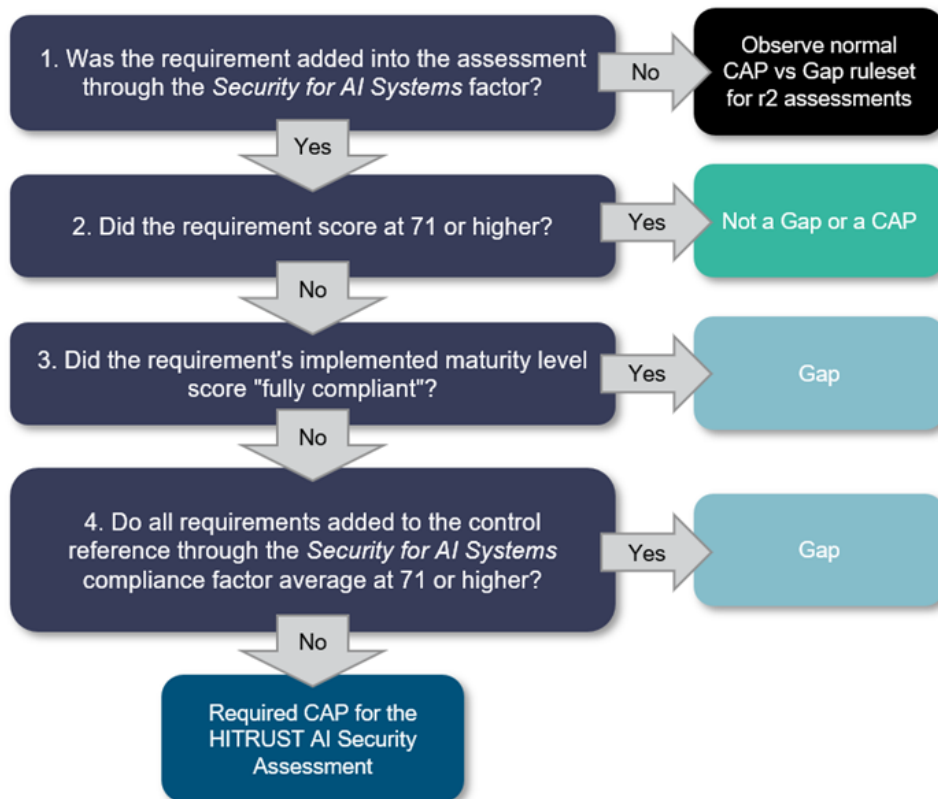 1. Was the requirement added into the assessment
through the Security for AI Systems factor?
No
Observe normal
CAP vs Gap ruleset
for r2 assessments
Yes
2. Did the requirement score at 71 or higher?
Yes
Not a Gap or a CAP
No
3. Did the requirement's implemented maturity level
score "fully compliant"?
Yes
Gap
No
4. Do all requirements added to the control
reference through the Security for AI Systems
compliance factor average at 71 or higher?
Yes
Gap
No
Required CAP for the
HITRUST AI Security
Assessment